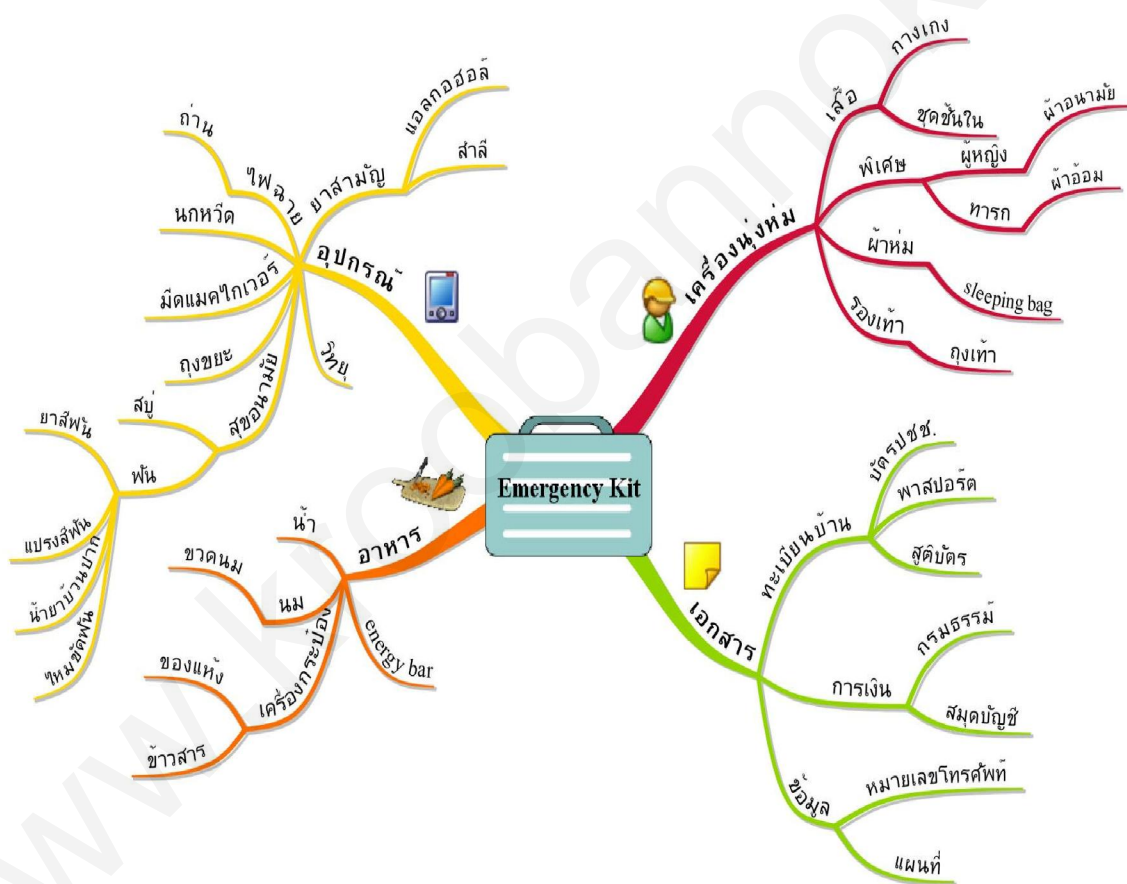 Emergency Kit
อุปกรณ์
ยาสามัญ
แอลกอฮอล์
สำลี
ไฟฉาย
ถ่าน
นกหวีด
มีดแมคไกเวอร์
ถุงขยะ
สุขอนามัย
สบู่
ฟัน
ยาสีฟัน
แปรงสีฟัน
น้ำยาบ้วนปาก
ไหมขัดฟัน
วิทยุ
เครื่องนุ่งห่ม
เสื้อ
กางเกง
ชุดชั้นใน
พิเศษ
ผู้หญิง
ผ้าอนามัย
ทารก
ผ้าอ้อม
ผ้าห่ม
sleeping bag
รองเท้า
ถุงเท้า
อาหาร
น้ำ
นม
ขวดนม
เครื่องกระป๋อง
ของแห้ง
ข้าวสาร
energy bar
เอกสาร
ทะเบียนบ้าน
บัตรปชช.
พาสปอร์ต
สูติบัตร
การเงิน
กรมธรรม์
สมุดบัญชี
ข้อมูล
หมายเลขโทรศัพท์
แผนที่